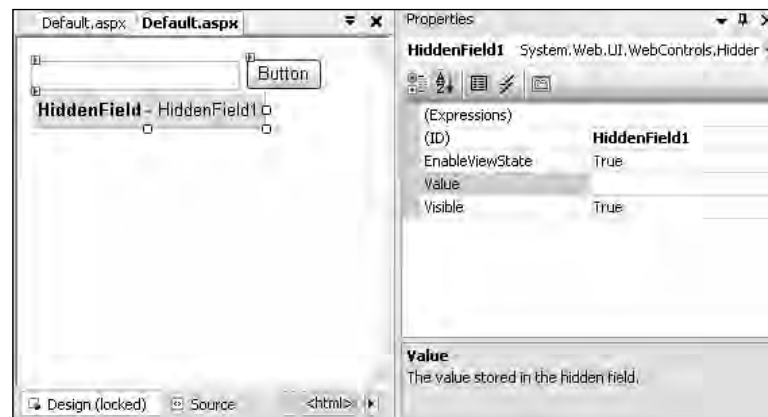 Default.aspx Default.aspx
Button
HiddenField - HiddenField1
Design (locked) Source <html>
Properties
HiddenField1 System.Web.UI.WebControls.Hidder
(Expressions)
(ID) HiddenField1
EnableViewState True
Value
Visible True
Value
The value stored in the hidden field.